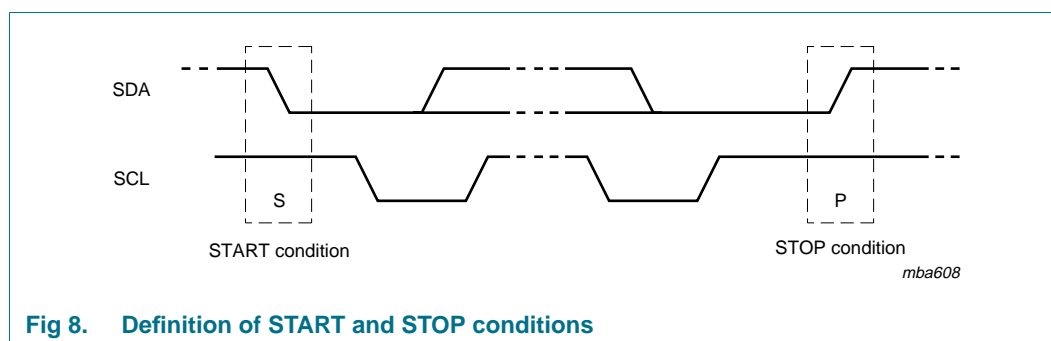 SDA
SCL
S
P
START condition
STOP condition
mba608
Fig 8. Definition of START and STOP conditions